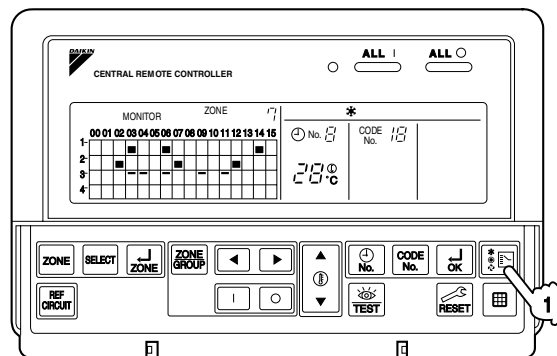 DAIKIN
ALL I
ALL O
CENTRAL REMOTE CONTROLLER
MONITOR
ZONE
7
00 01 02 03 04 05 06 07 08 09 10 11 12 13 14 15
1-
2-
3-
4-
No. 8
CODE No. 18
28 °C
ZONE
SELECT
ZONE
ZONE GROUP
No.
CODE No.
OK
REF CIRCUIT
I
O
TEST
RESET
1